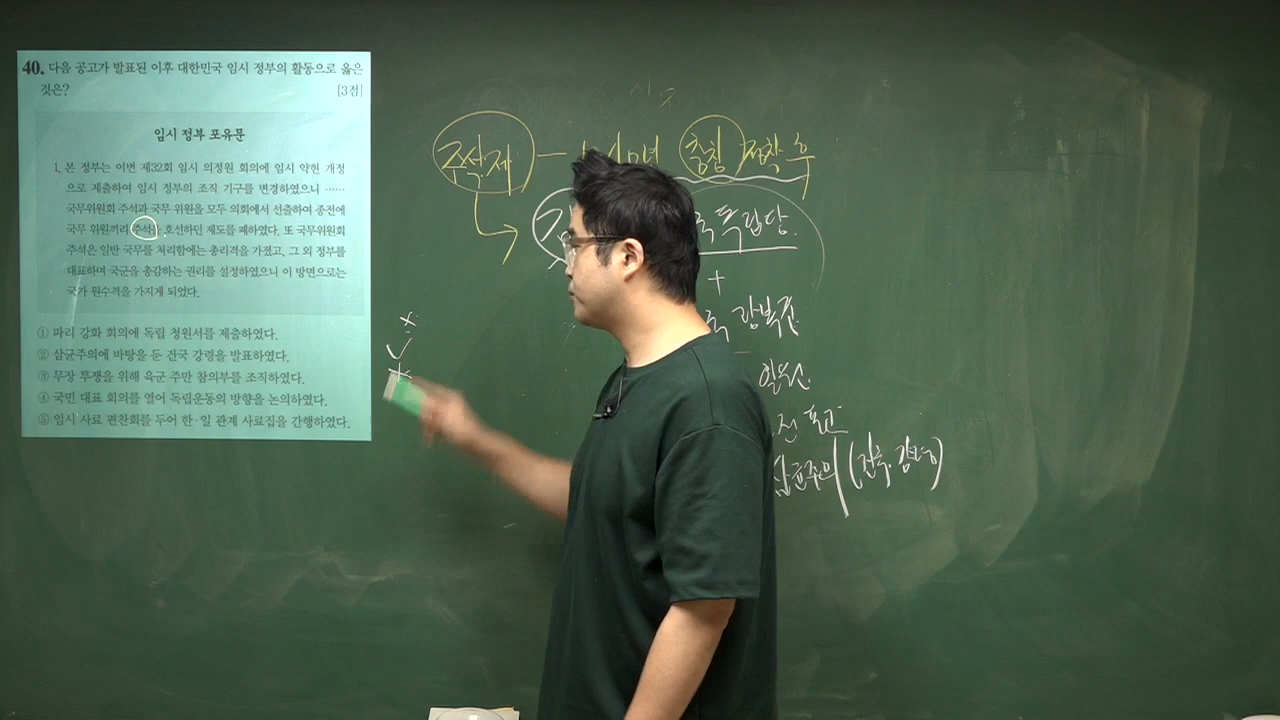 40. 다음 공고가 발표된 이후 대한민국 임시 정부의 활동으로 옳은
것은? [3점]
임시 정부 포유문
1. 본 정부는 이번 제32회 임시 의정원 회의에 임시 약헌 개정
으로 제출하여 임시 정부의 조직 기구를 변경하였으니 ……
국무위원회 주석과 국무 위원을 모두 의회에서 선출하여 종전에
국무 위원끼리 주석을 호선하던 제도를 폐하였다. 또 국무위원회
주석은 일반 국무를 처리함에는 총리격을 가졌고, 그 외 정부를
대표하며 국군을 총감하는 권리를 설정하였으니 이 방면으로는
국가 원수격을 가지게 되었다.
① 파리 강화 회의에 독립 청원서를 제출하였다.
② 삼균주의에 바탕을 둔 건국 강령을 발표하였다.
③ 무장 투쟁을 위해 육군 주만 참의부를 조직하였다.
④ 국민 대표 회의를 열어 독립운동의 방향을 논의하였다.
⑤ 임시 사료 편찬회를 두어 한·일 관계 사료집을 간행하였다.
주석제 — 충칭 정착 후
독립당.
+
광복군
일원.
삼균주의 (건국. 강령)